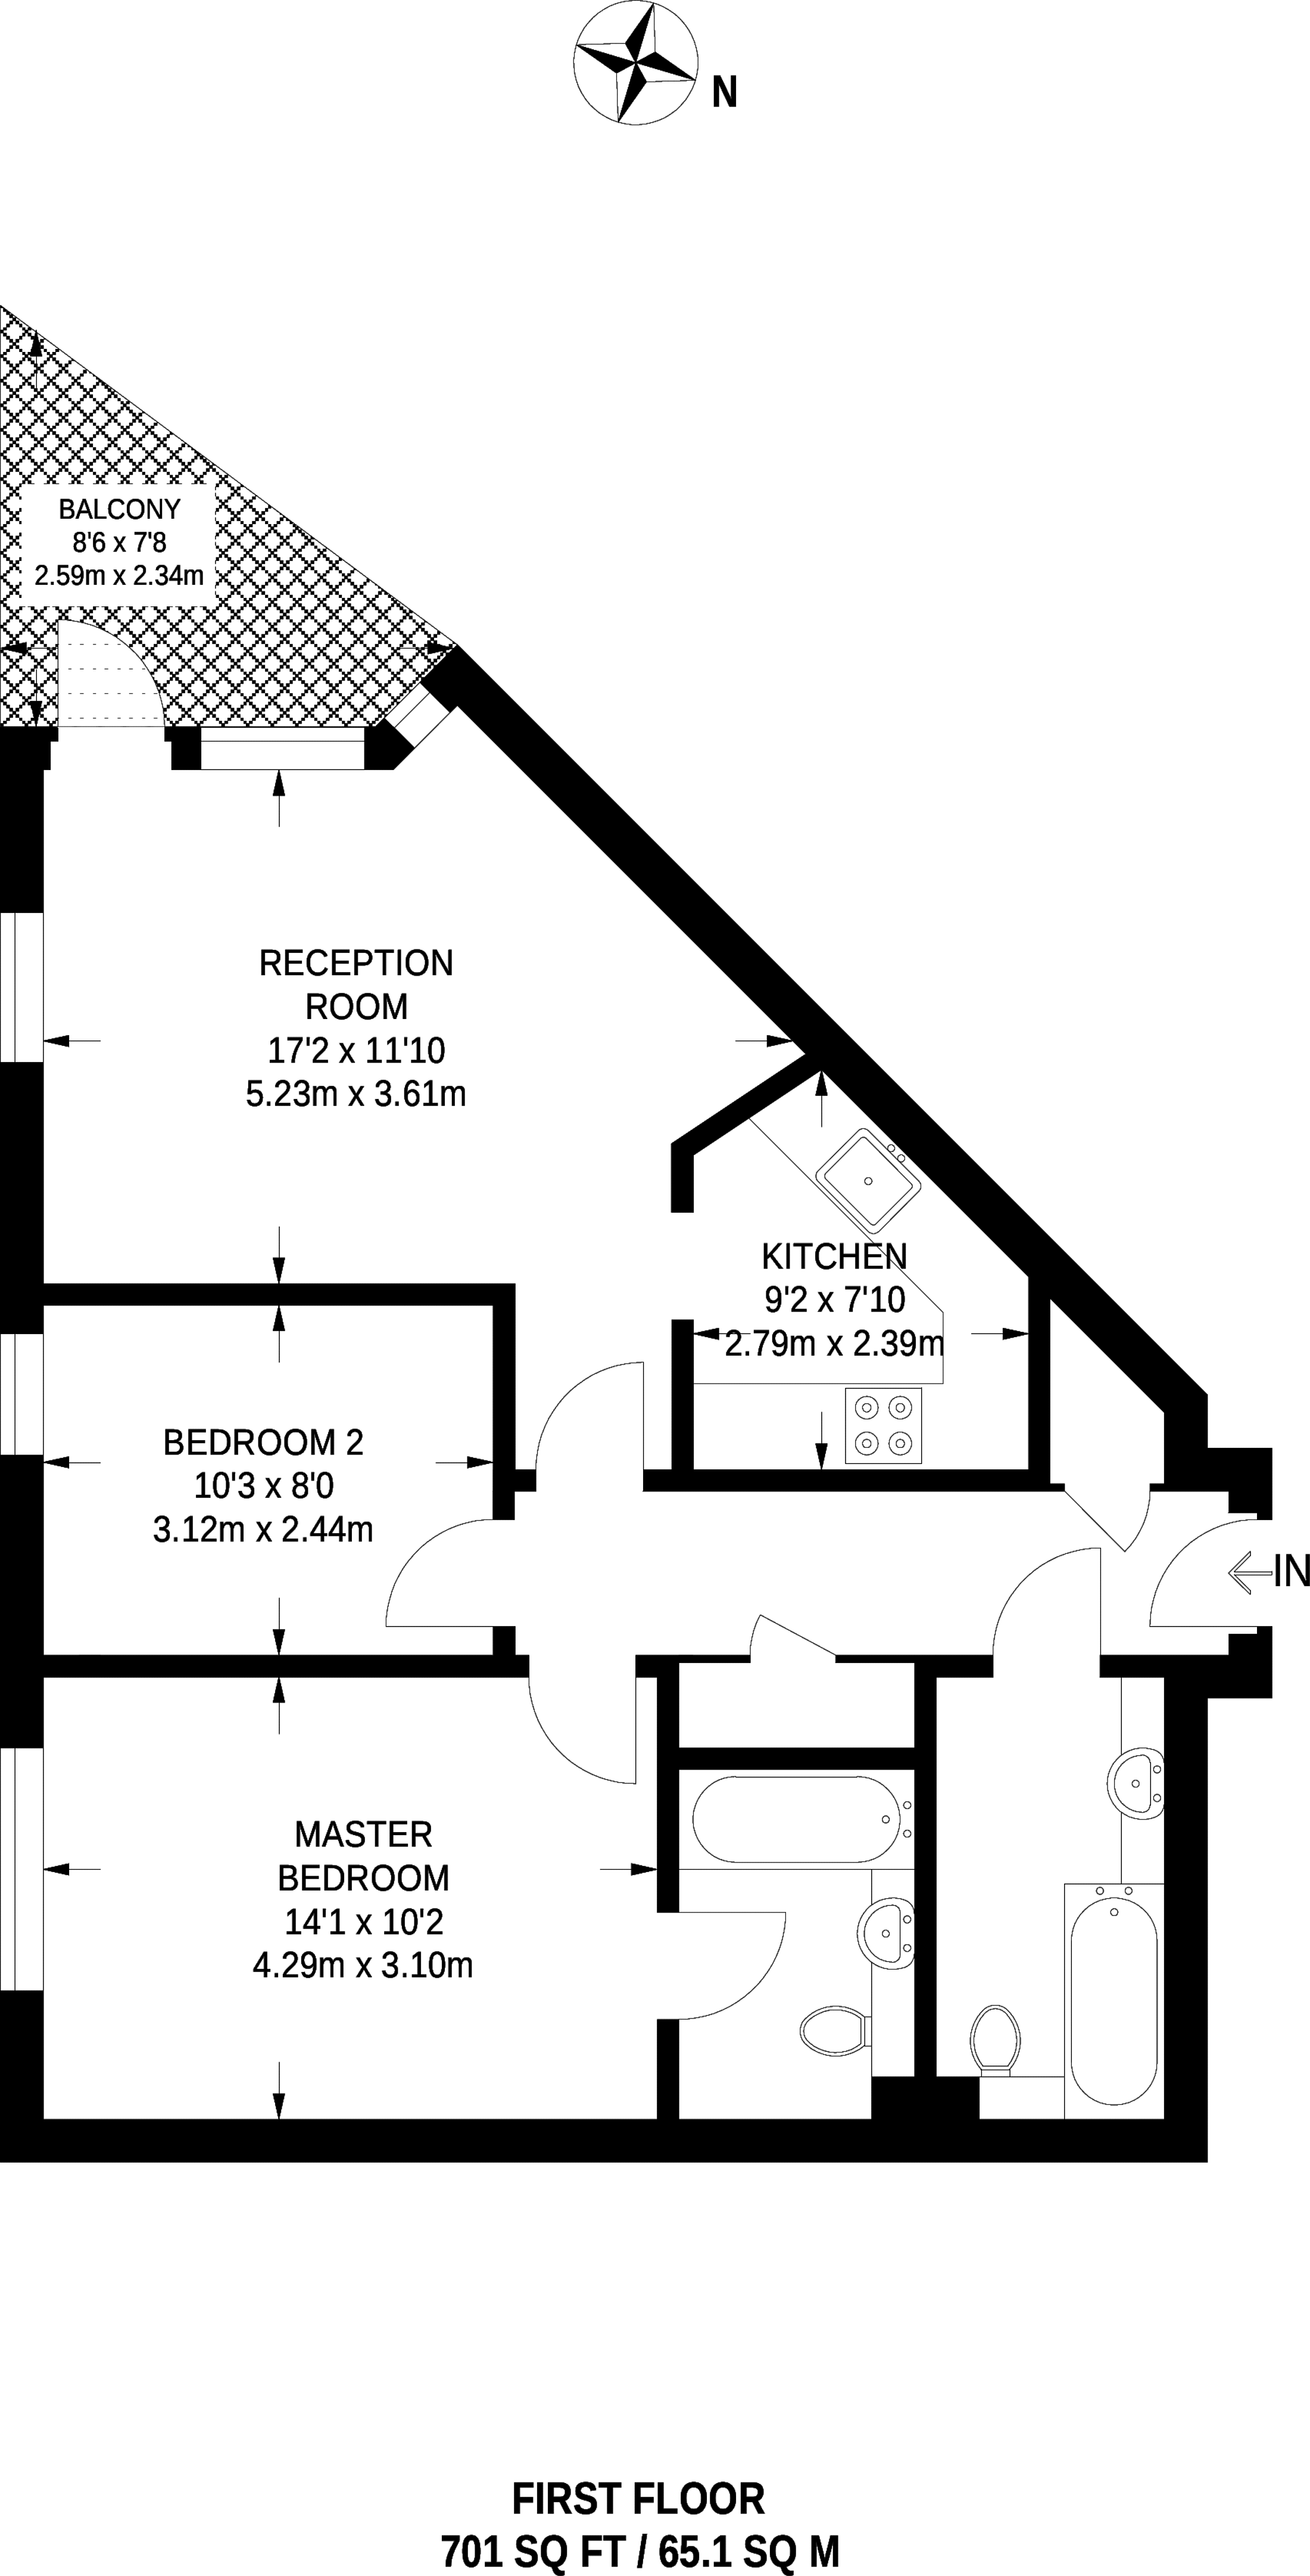 N
BALCONY
8'6 x 7'8
2.59m x 2.34m
RECEPTION
ROOM
17'2 x 11'10
5.23m x 3.61m
KITCHEN
9'2 x 7'10
2.79m x 2.39m
BEDROOM 2
10'3 x 8'0
3.12m x 2.44m
IN
MASTER
BEDROOM
14'1 x 10'2
4.29m x 3.10m
FIRST FLOOR
701 SQ FT / 65.1 SQ M